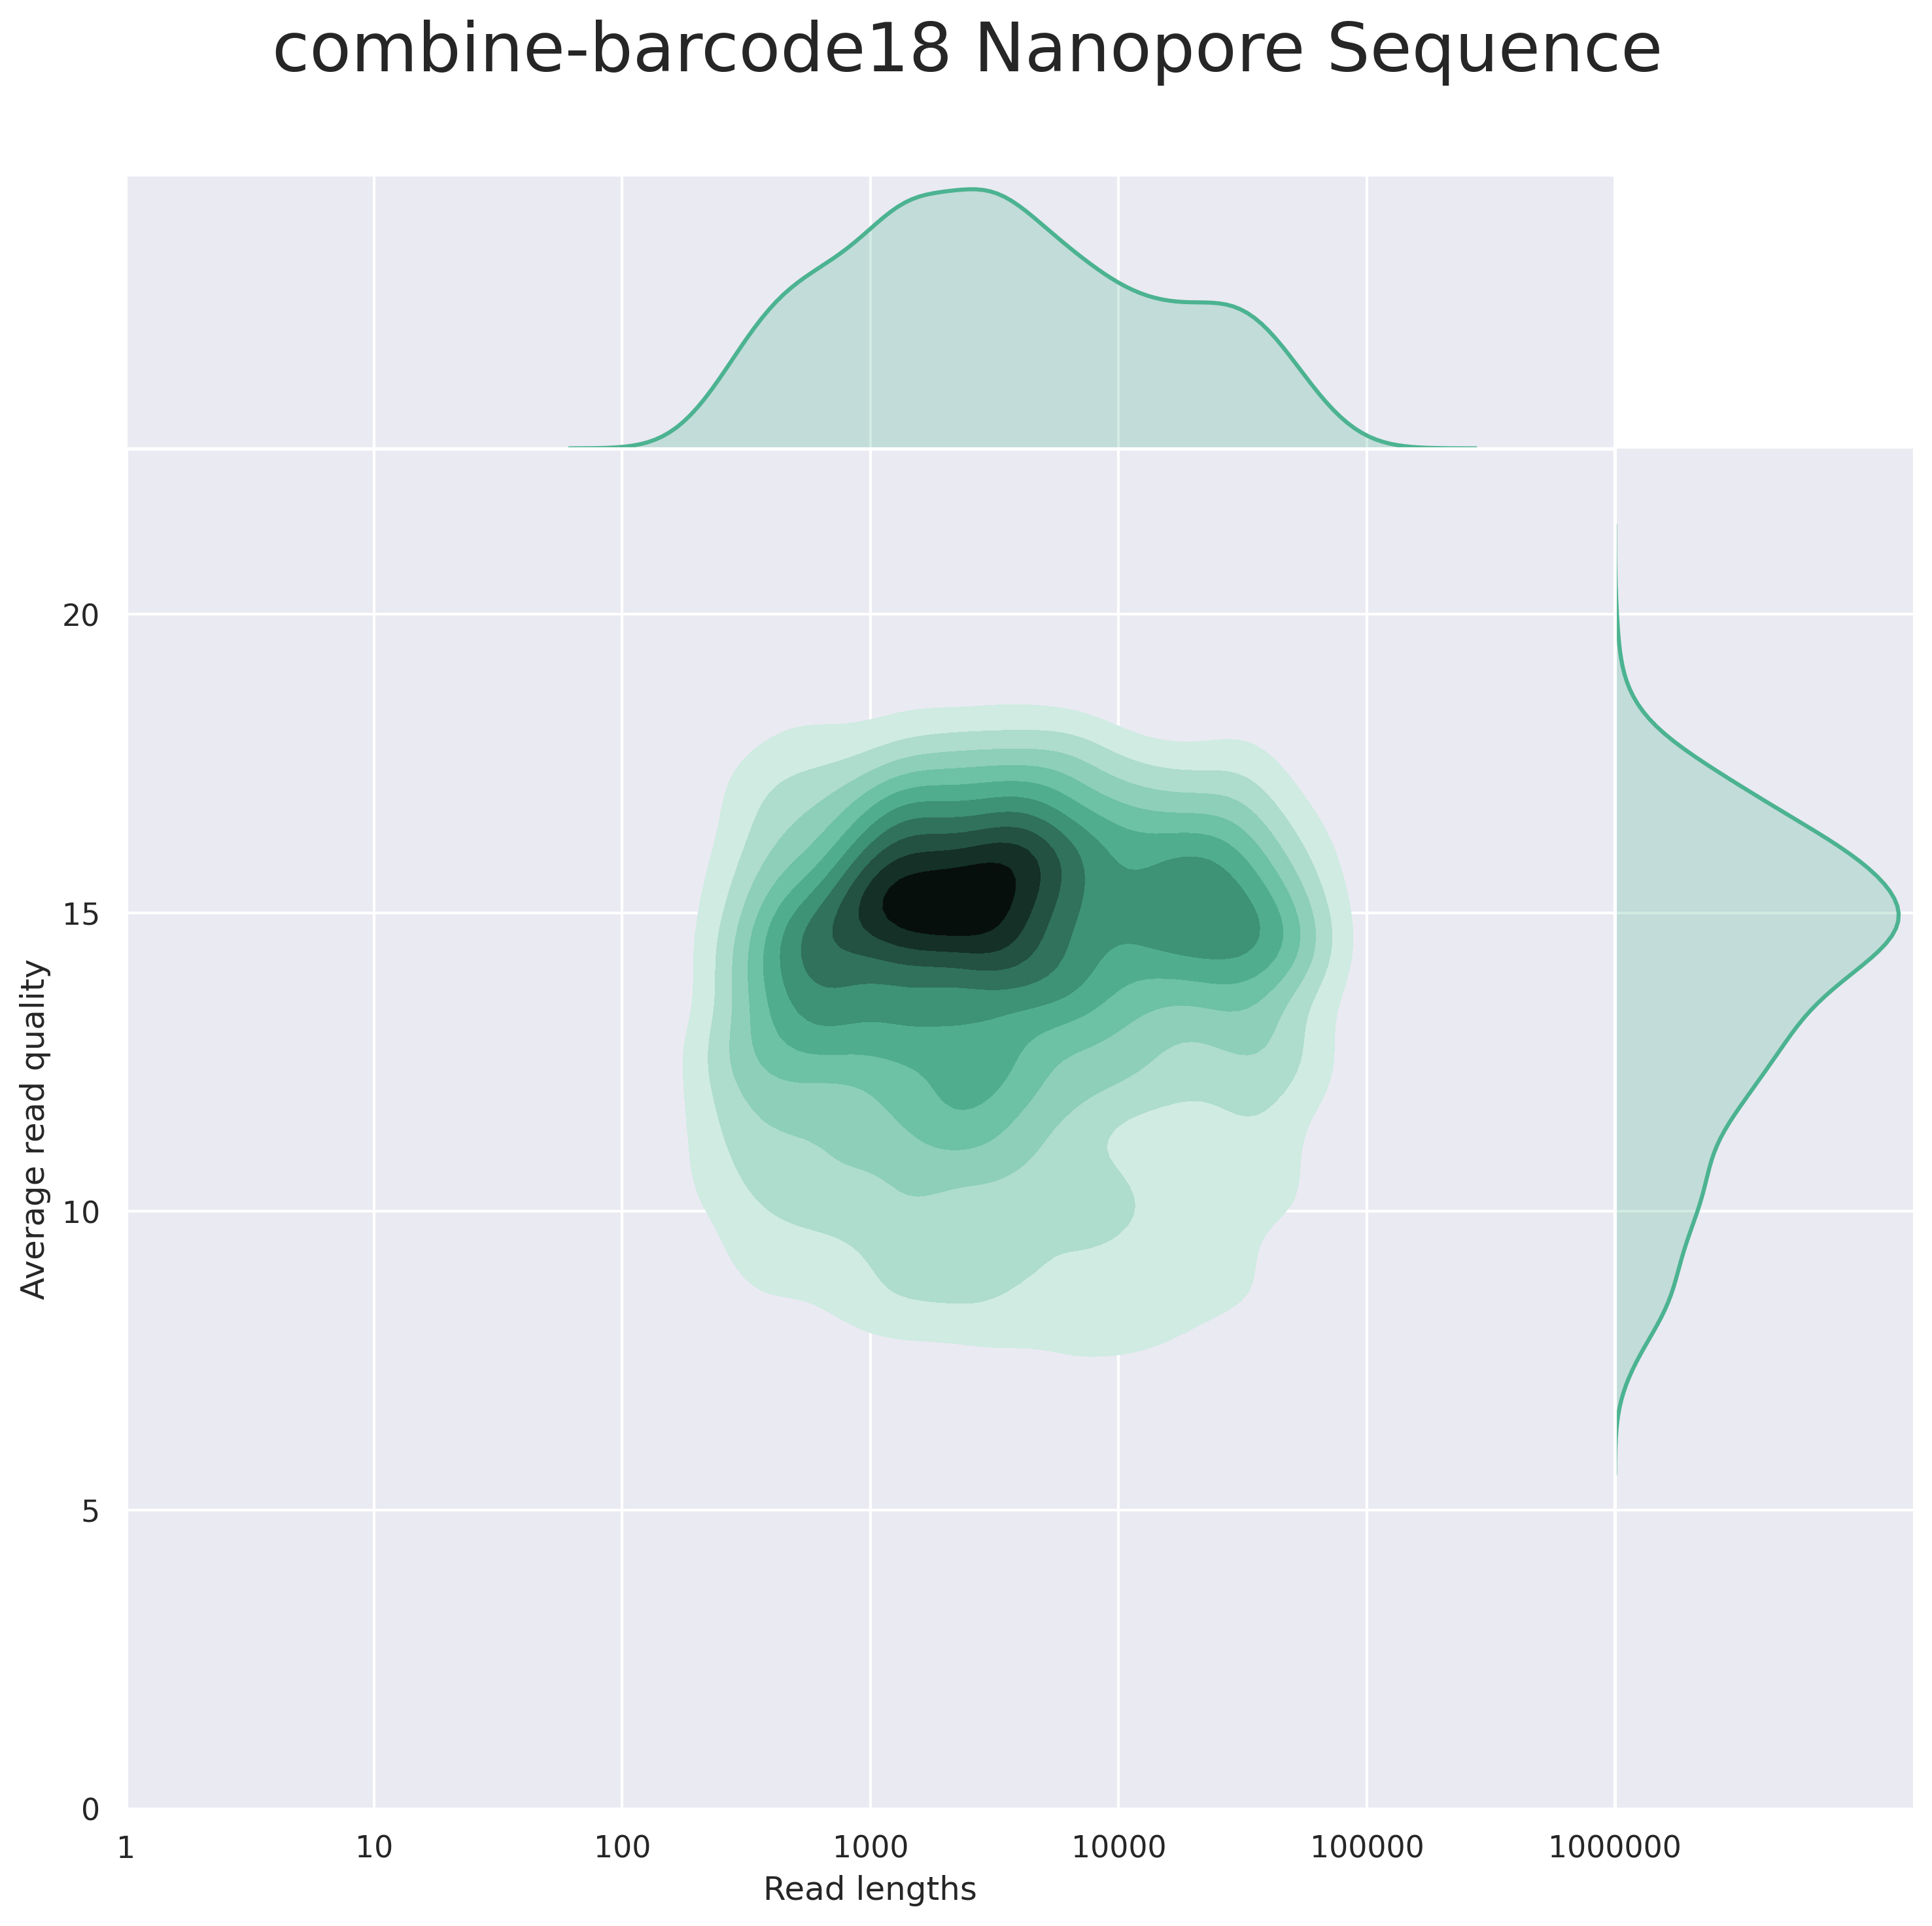 combine-barcode18 Nanopore Sequence
20
15
10
5
0
Average read quality
1 10 100 1000 10000 100000 1000000
Read lengths